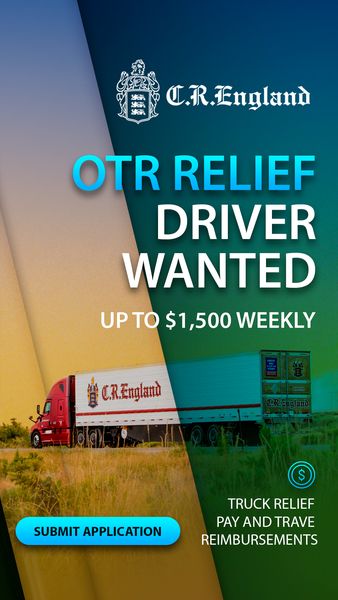 C.R.England
OTR RELIEF
DRIVER
WANTED
UP TO $1,500 WEEKLY
C.R.England
C.R.England
$
TRUCK RELIEF
PAY AND TRAVE
REIMBURSEMENTS
SUBMIT APPLICATION